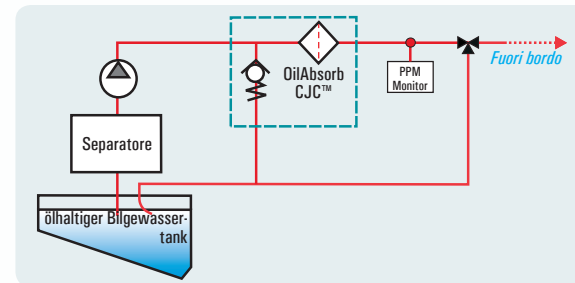 OilAbsorb
CJC™
PPM
Monitor
Fuori bordo
Separatore
ölhaltiger Bilgewasser-
tank